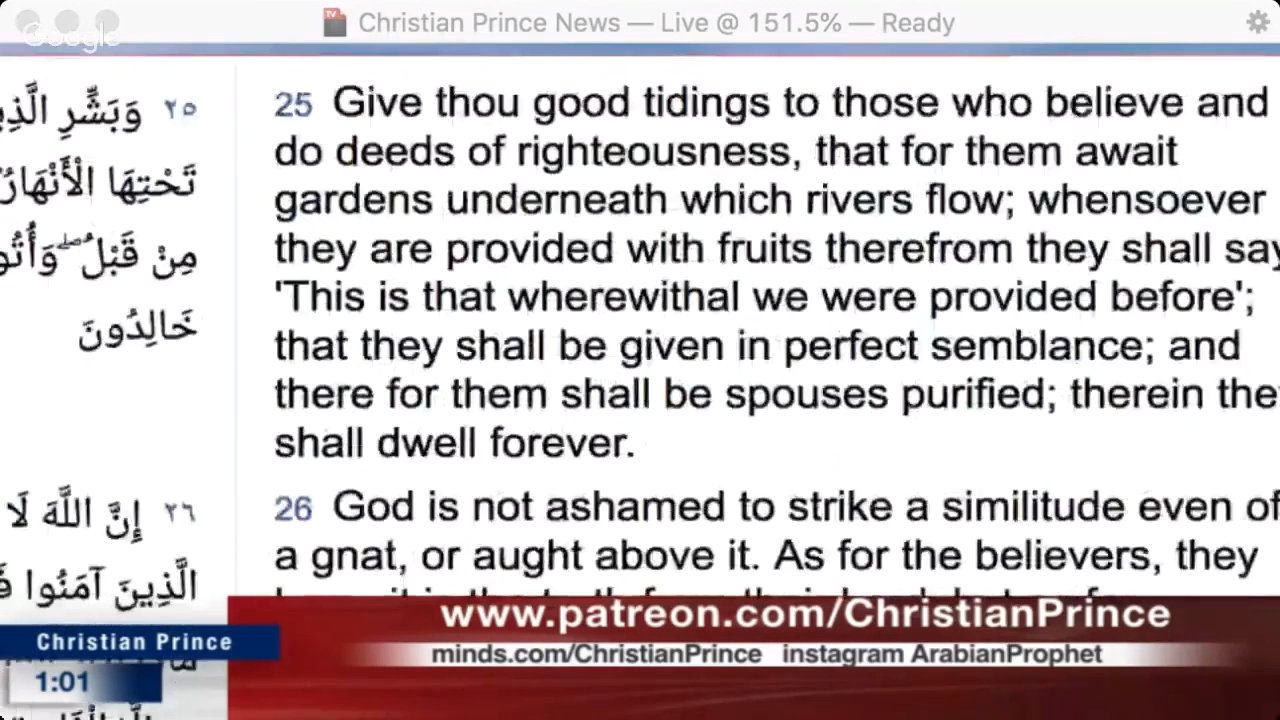 Christian Prince News — Live @ 151.5% — Ready
Google
٢٥ وَبَشِّرِ
تَحْتِهَا الْأَنْهَارُ
مِنْ قَبْلُ ۖ
خَالِدُونَ
25 Give thou good tidings to those who believe and
do deeds of righteousness, that for them await
gardens underneath which rivers flow; whensoever
they are provided with fruits therefrom they shall say
'This is that wherewithal we were provided before';
that they shall be given in perfect semblance; and
there for them shall be spouses purified; therein they
shall dwell forever.
٢٦ إِنَّ اللَّهَ لَا
الَّذِينَ آمَنُوا
26 God is not ashamed to strike a similitude even of
a gnat, or aught above it. As for the believers, they
www.patreon.com/ChristianPrince
minds.com/ChristianPrince instagram ArabianProphet
Christian Prince
1:01